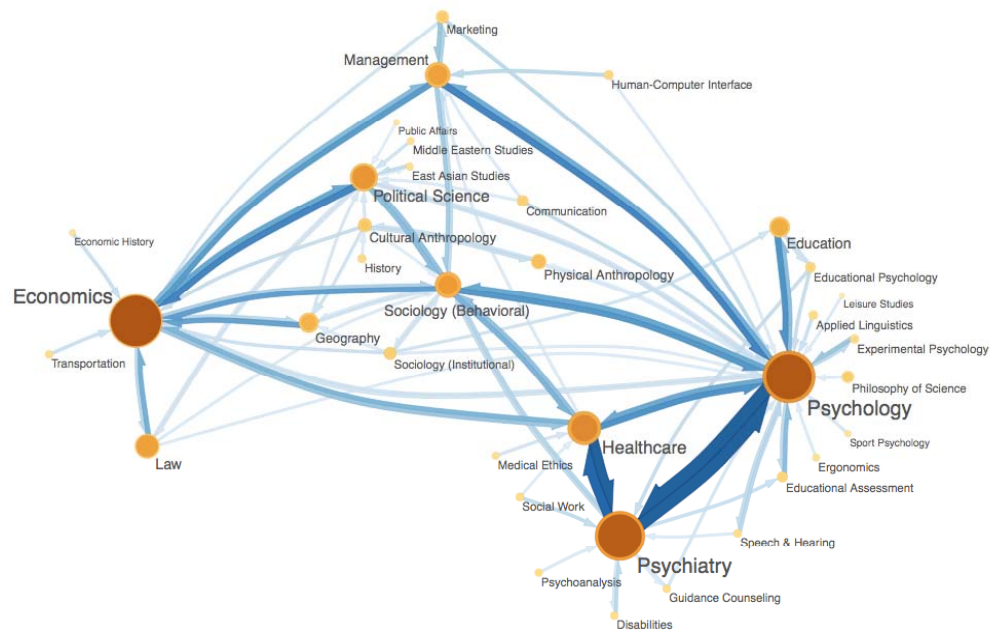 Marketing
Management
Human-Computer Interface
Public Affairs
Middle Eastern Studies
East Asian Studies
Political Science
Communication
Economic History
Cultural Anthropology
Education
History
Physical Anthropology
Educational Psychology
Economics
Sociology (Behavioral)
Leisure Studies
Applied Linguistics
Geography
Experimental Psychology
Transportation
Sociology (Institutional)
Philosophy of Science
Psychology
Sport Psychology
Healthcare
Law
Medical Ethics
Ergonomics
Educational Assessment
Social Work
Speech & Hearing
Psychiatry
Psychoanalysis
Guidance Counseling
Disabilities